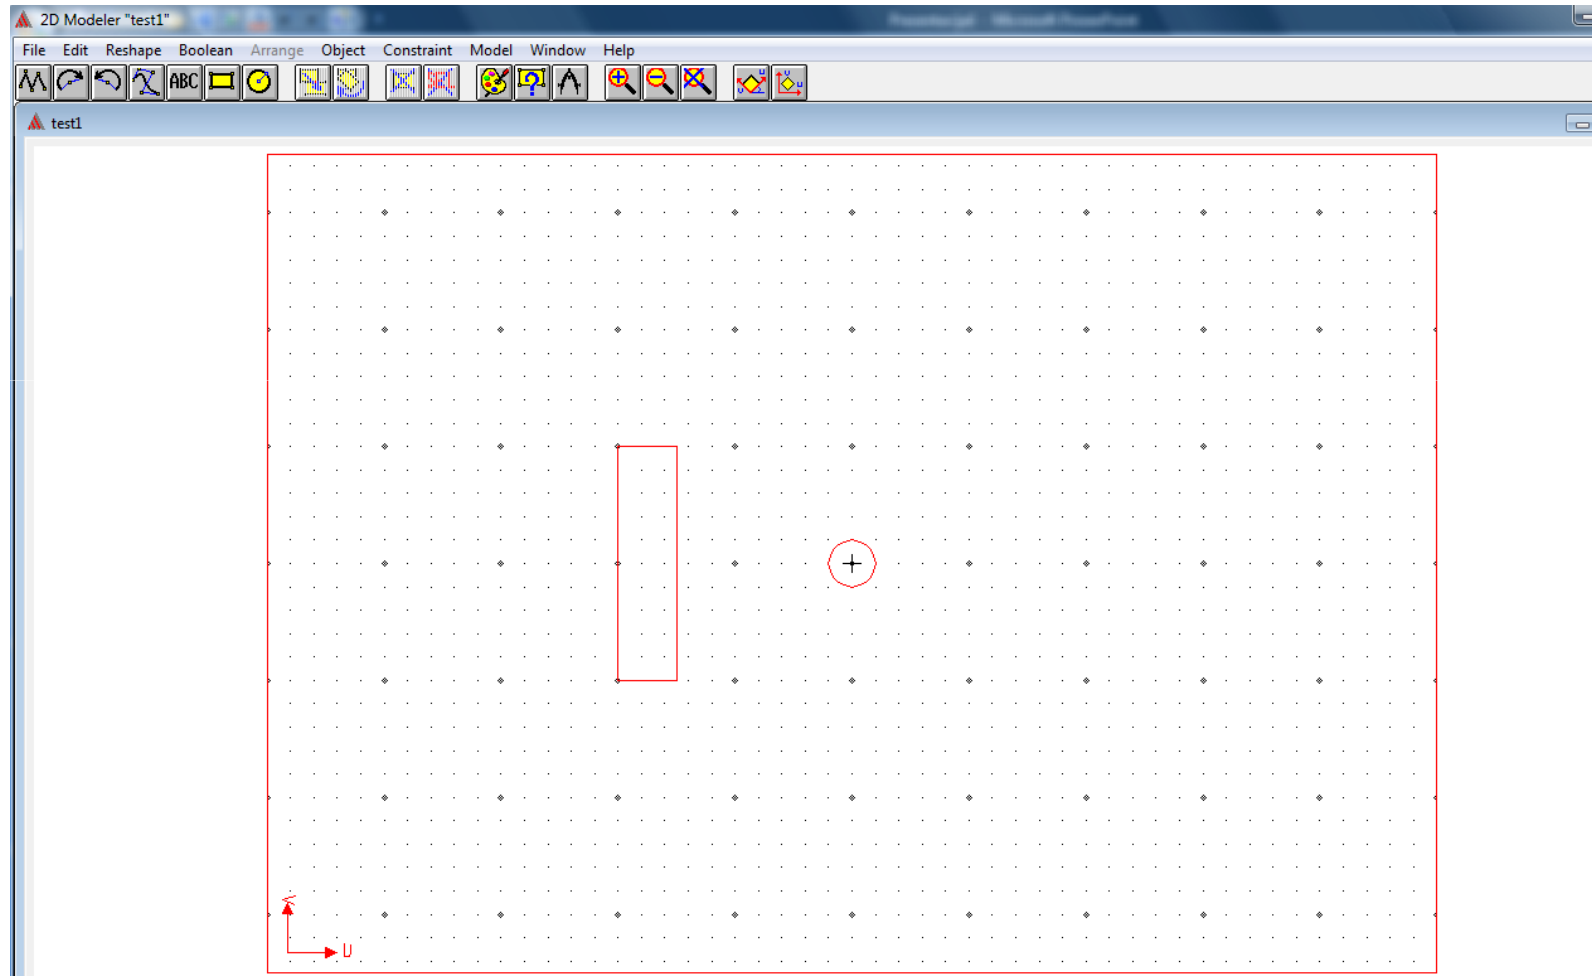 2D Modeler "test1"
File Edit Reshape Boolean Arrange Object Constraint Model Window Help
ABC
test1
V
U